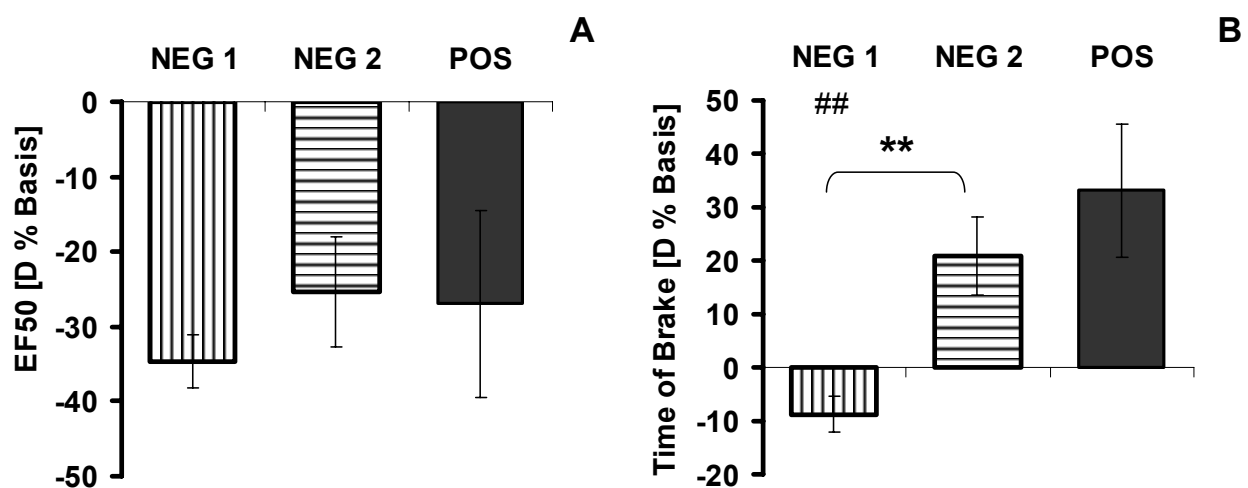 A
NEG 1 NEG 2 POS
0
-10
-20
-30
-40
-50
EF50 [D % Basis]
B
NEG 1 NEG 2 POS
50
40
30
20
10
0
-10
-20
##
**
Time of Brake [D % Basis]